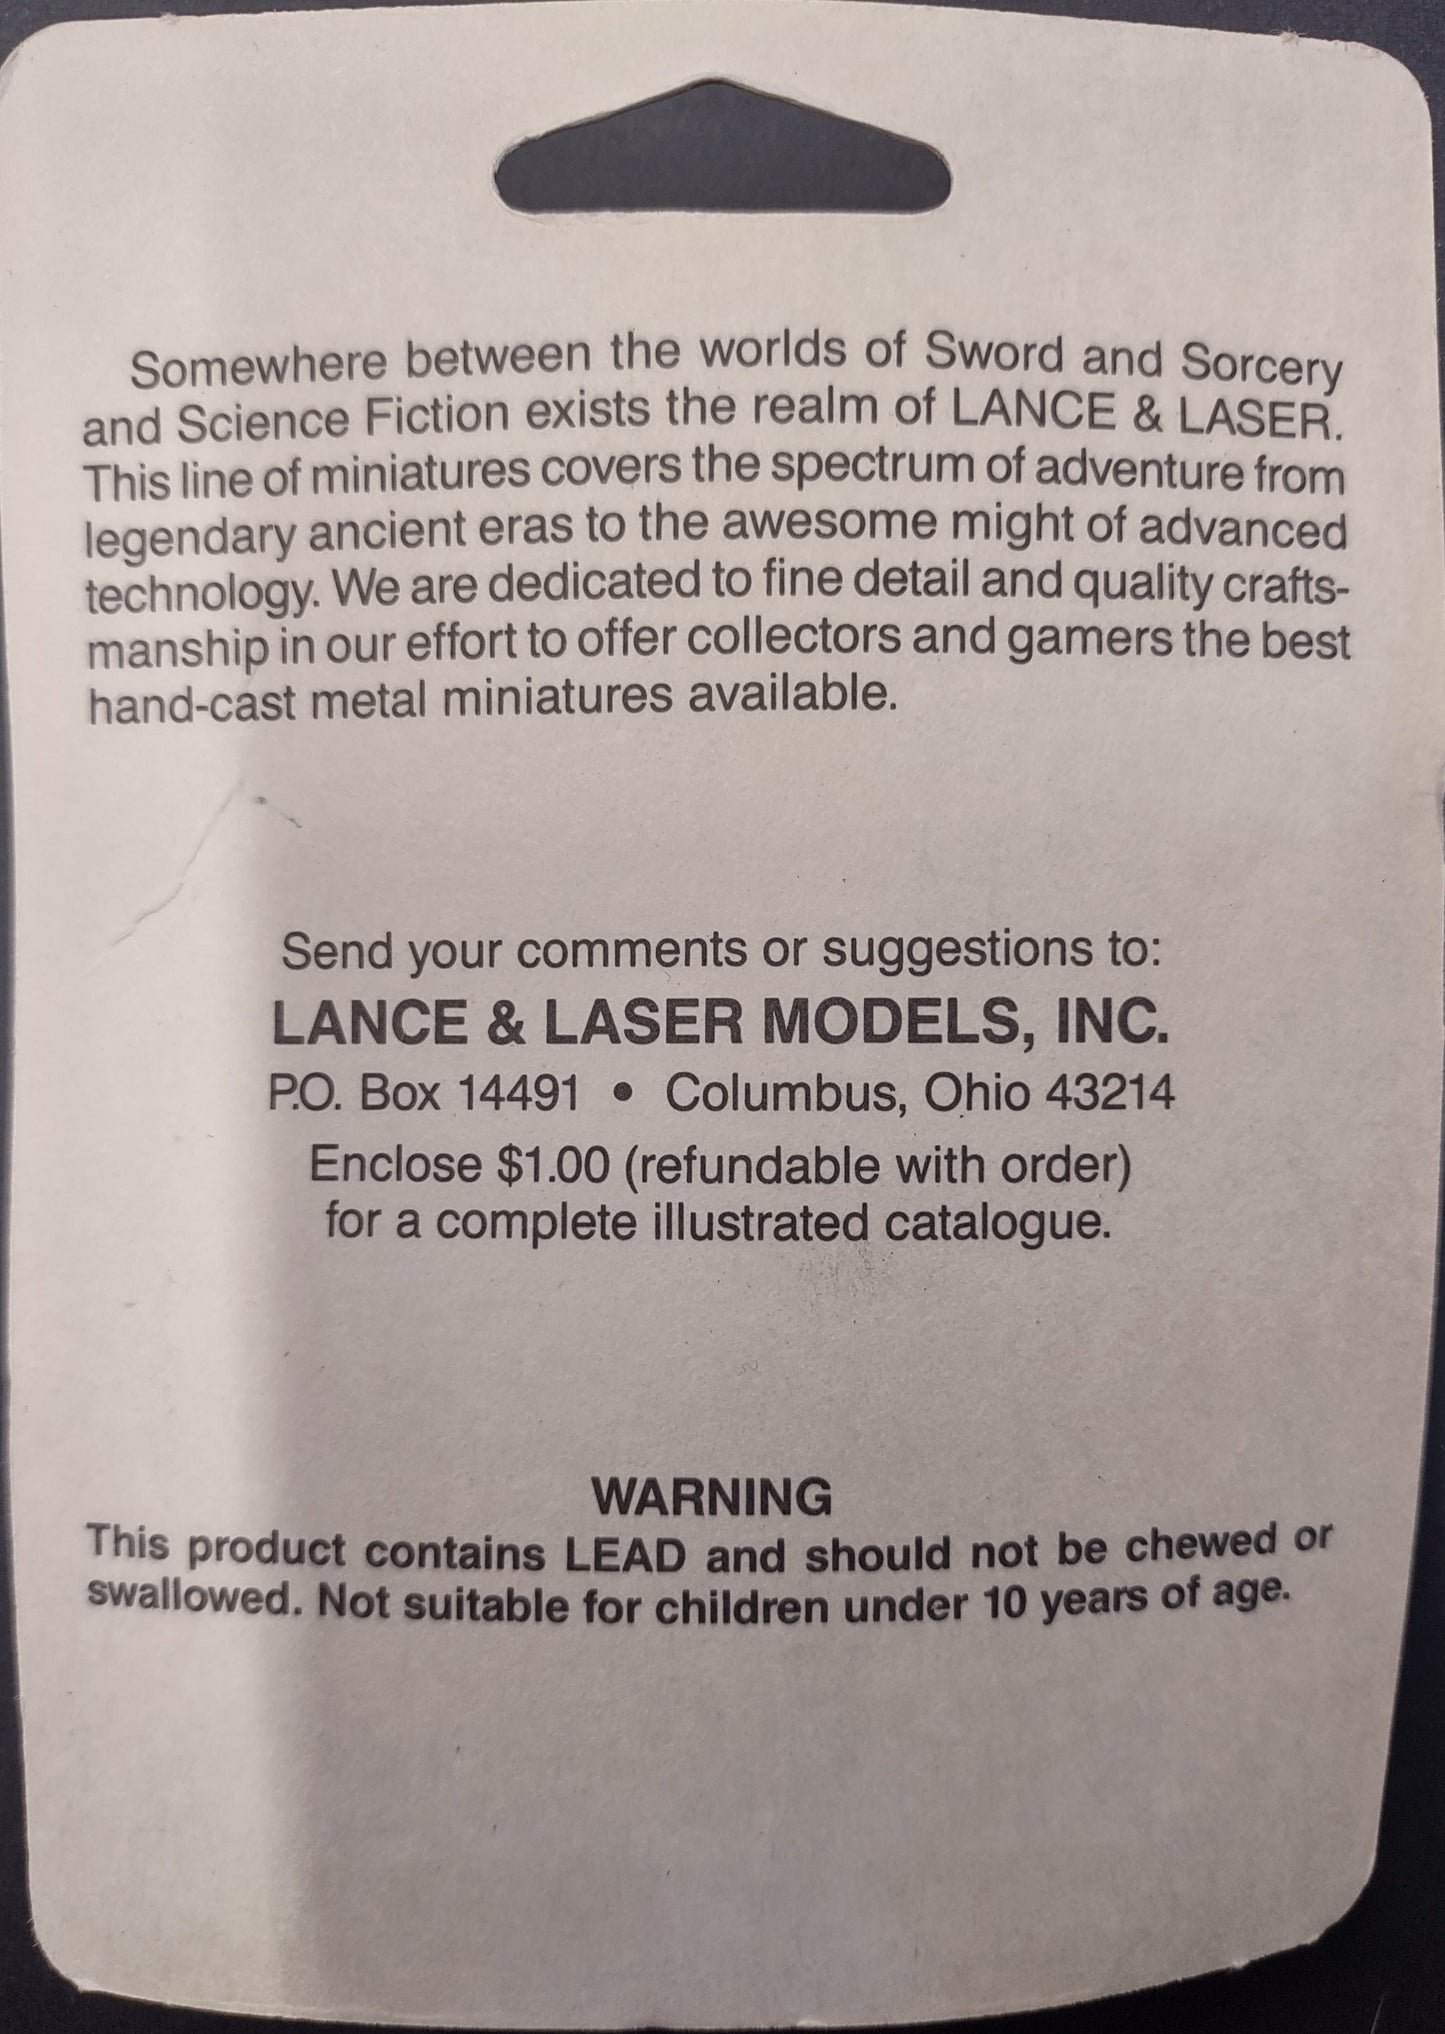 Somewhere between the worlds of Sword and Sorcery
and Science Fiction exists the realm of LANCE & LASER.
This line of miniatures covers the spectrum of adventure from
legendary ancient eras to the awesome might of advanced
technology. We are dedicated to fine detail and quality crafts-
manship in our effort to offer collectors and gamers the best
hand-cast metal miniatures available.
Send your comments or suggestions to:
LANCE & LASER MODELS, INC.
P.O. Box 14491 • Columbus, Ohio 43214
Enclose $1.00 (refundable with order)
for a complete illustrated catalogue.
WARNING
This product contains LEAD and should not be chewed or
swallowed. Not suitable for children under 10 years of age.